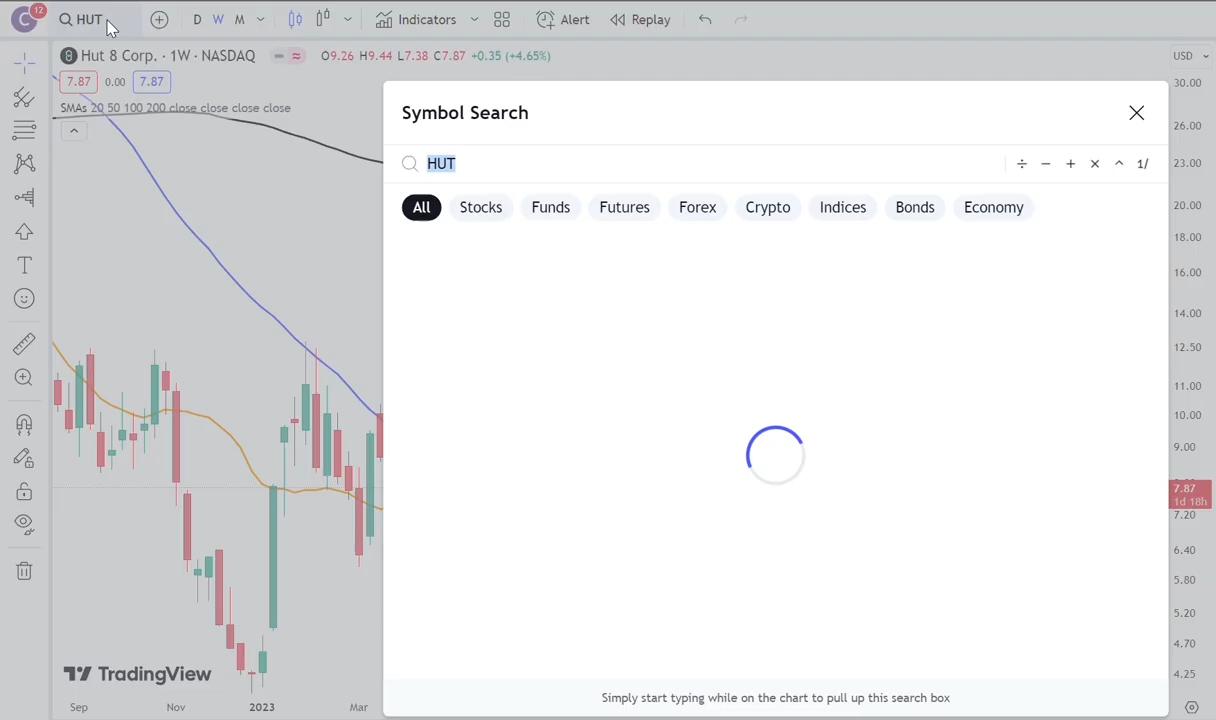 C
12
HUT
D W M
Indicators
Alert
Replay
8 Hut 8 Corp. · 1W · NASDAQ
O9.26 H9.44 L7.38 C7.87 +0.35 (+4.65%)
USD
7.87 0.00 7.87
SMAs 20 50 100 200 close close close close
Symbol Search
HUT
÷ − + × ^ 1/
All Stocks Funds Futures Forex Crypto Indices Bonds Economy
Simply start typing while on the chart to pull up this search box
30.00
26.00
23.00
20.00
18.00
16.00
14.00
12.50
11.00
10.00
9.00
7.87
1d 18h
7.20
6.40
5.80
5.20
4.70
4.25
TradingView
Sep Nov 2023 Mar